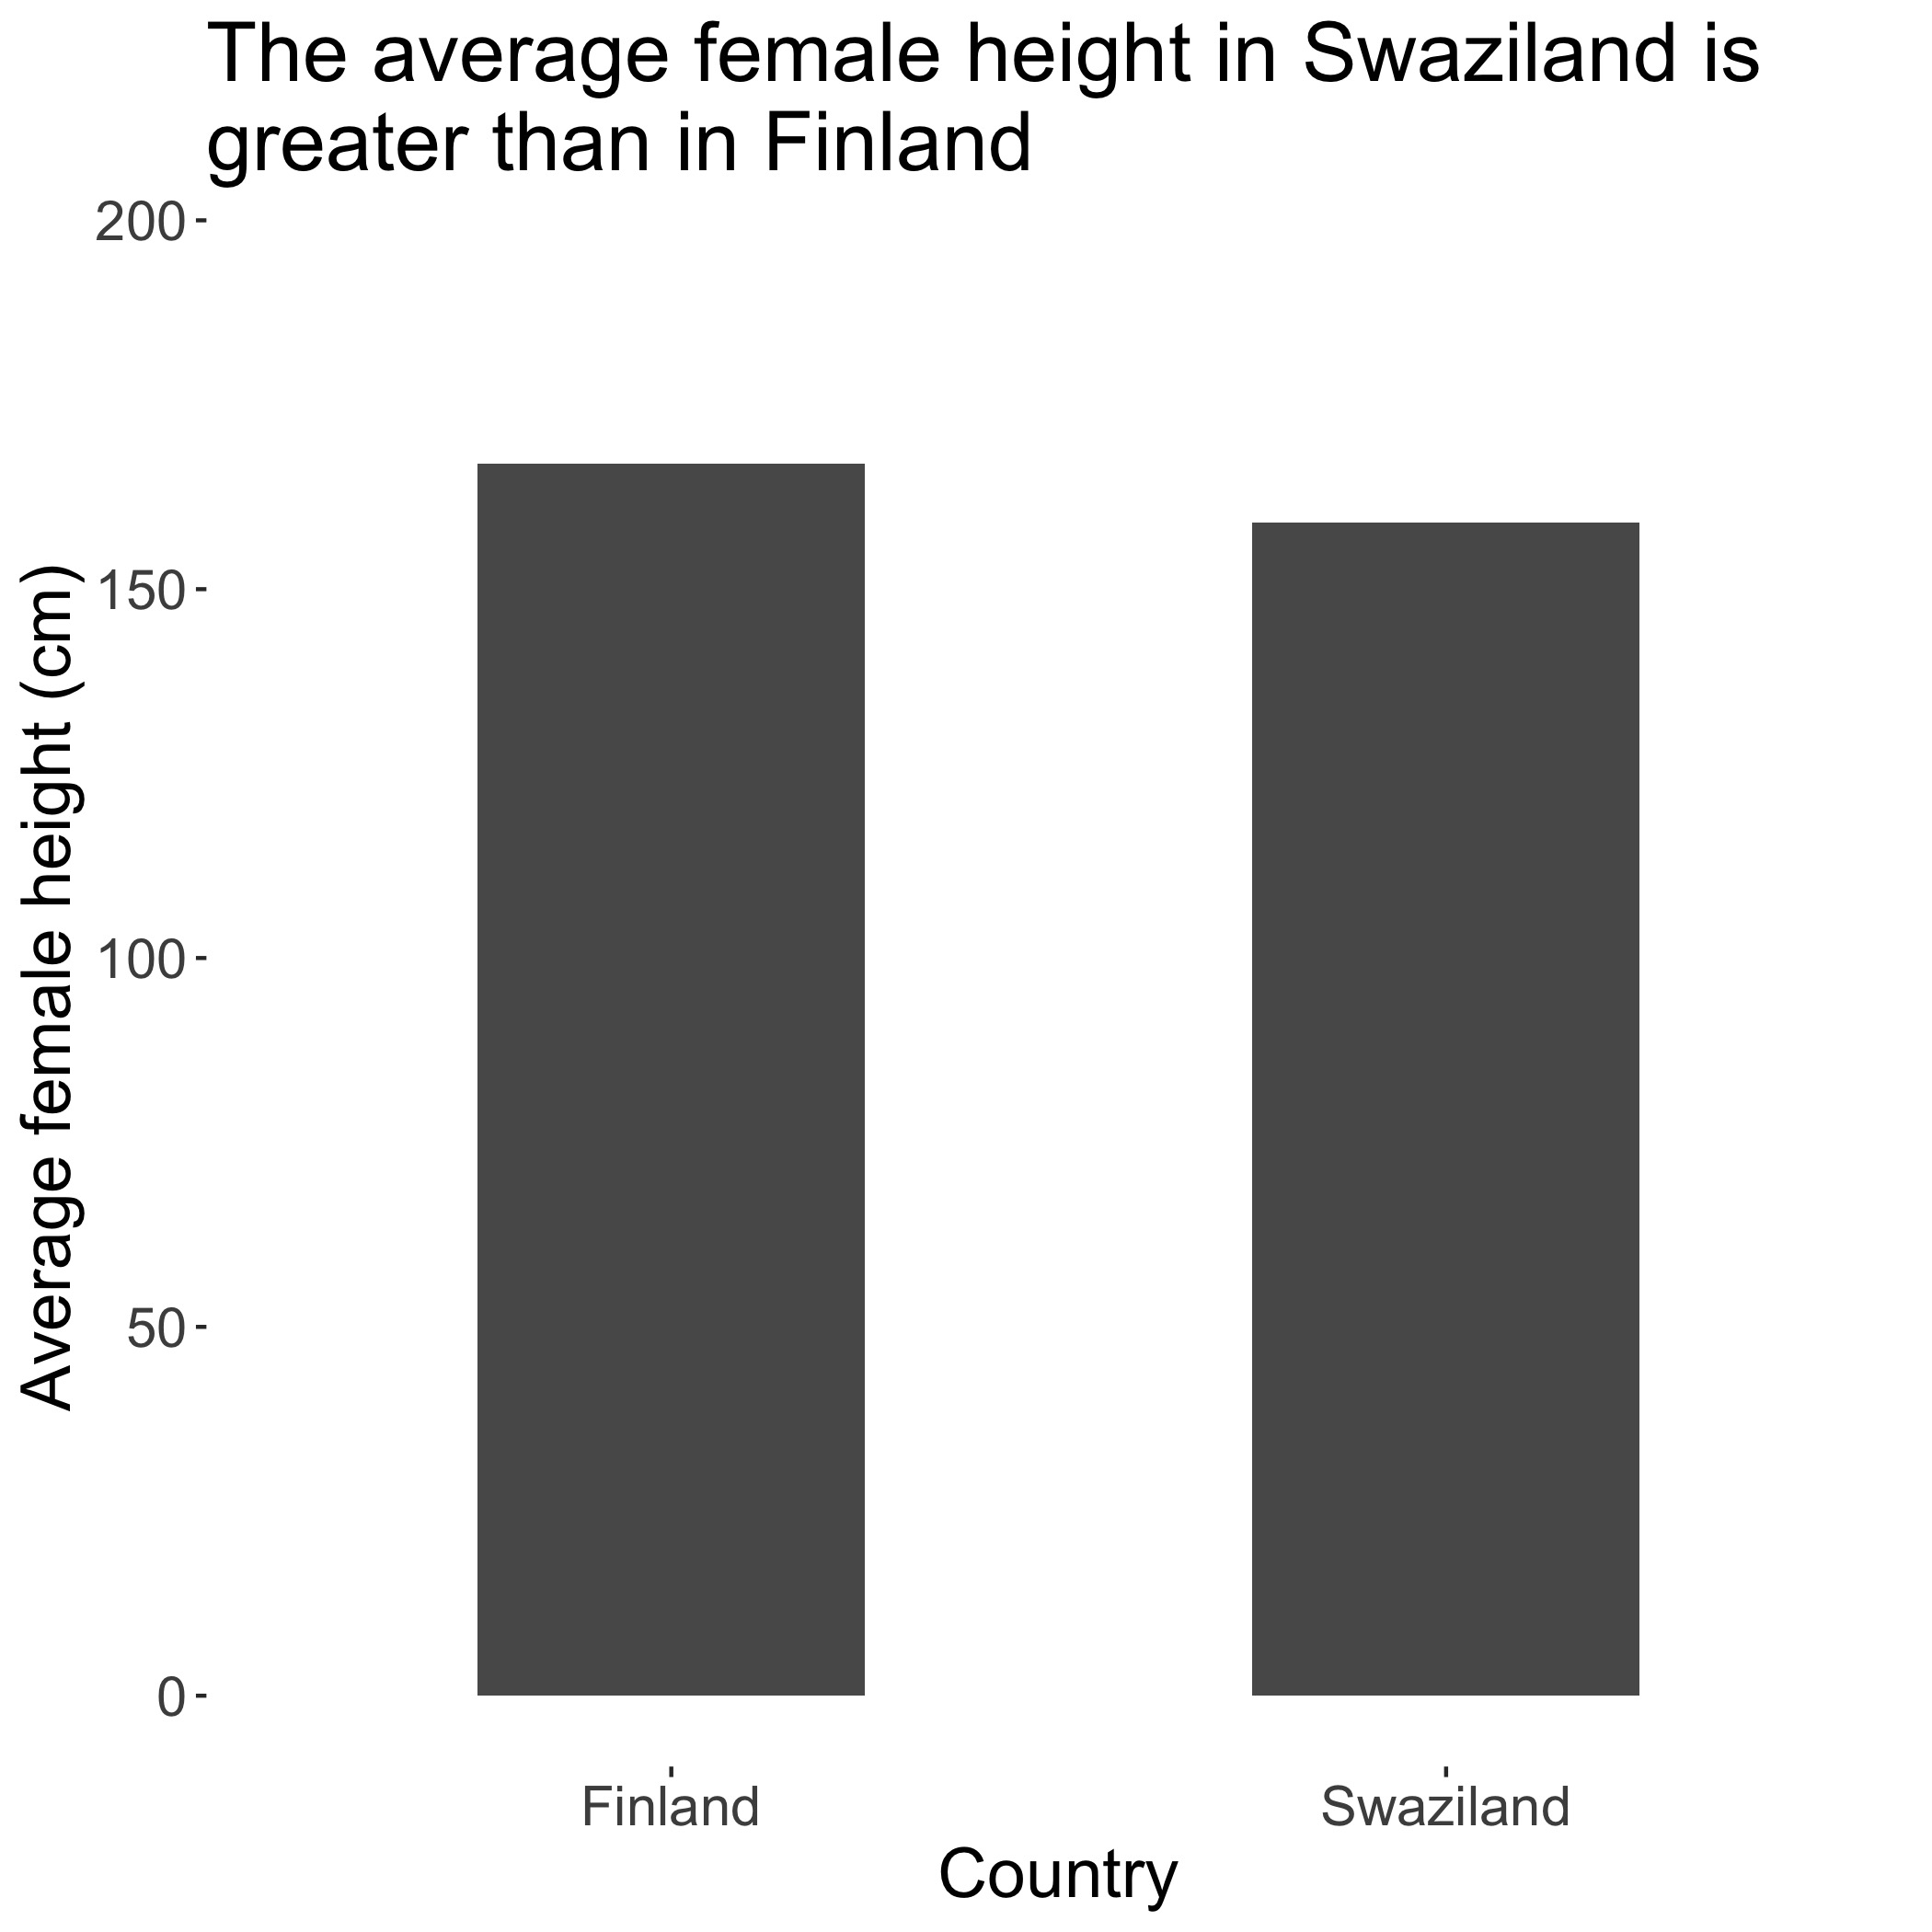 The average female height in Swaziland is
greater than in Finland
200
150
100
50
0
Average female height (cm)
Finland
Swaziland
Country